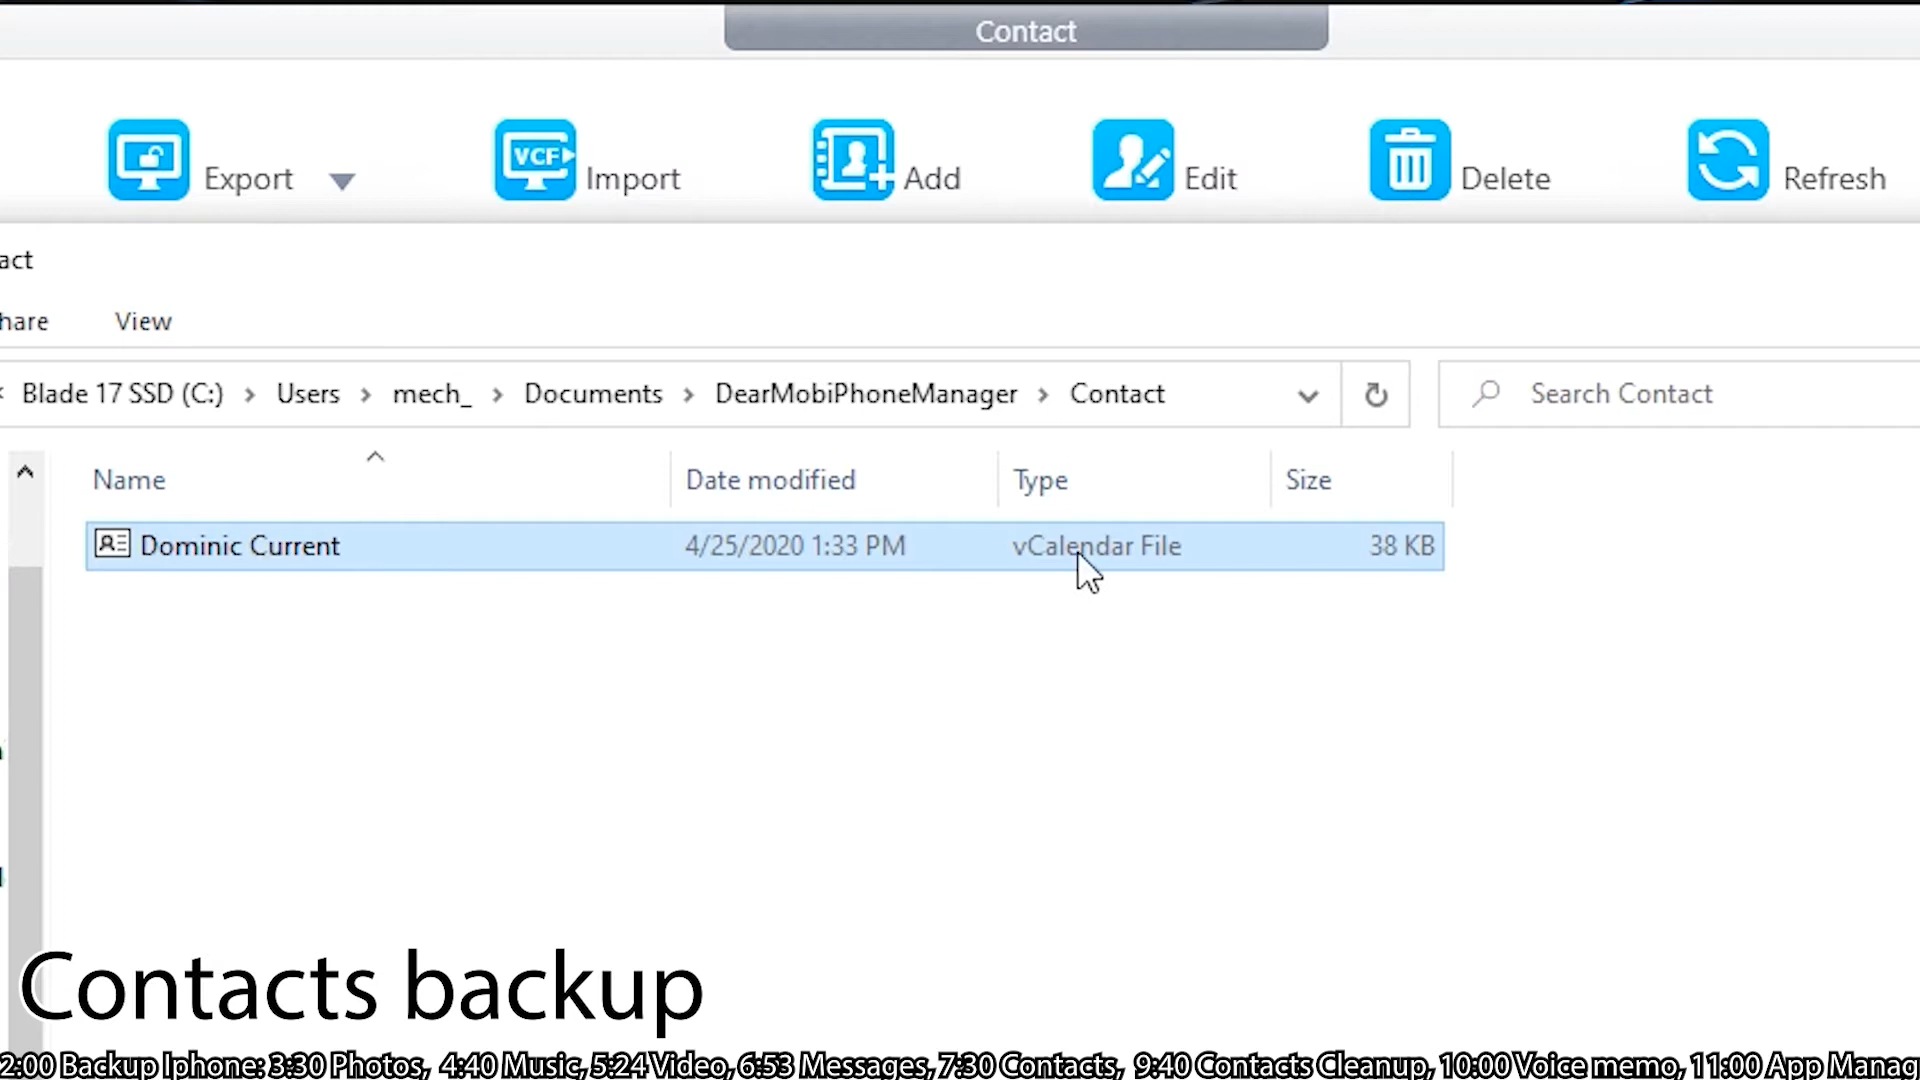 Contact
Export VCF Import Add Edit Delete Refresh
act
hare View
Blade 17 SSD (C:) > Users > mech_ > Documents > DearMobiPhoneManager > Contact Search Contact
Name Date modified Type Size
Dominic Current 4/25/2020 1:33 PM vCalendar File 38 KB
Contacts backup
2:00 Backup Iphone: 3:30 Photos, 4:40 Music, 5:24 Video, 6:53 Messages, 7:30 Contacts, 9:40 Contacts Cleanup, 10:00 Voice memo, 11:00 App Manag